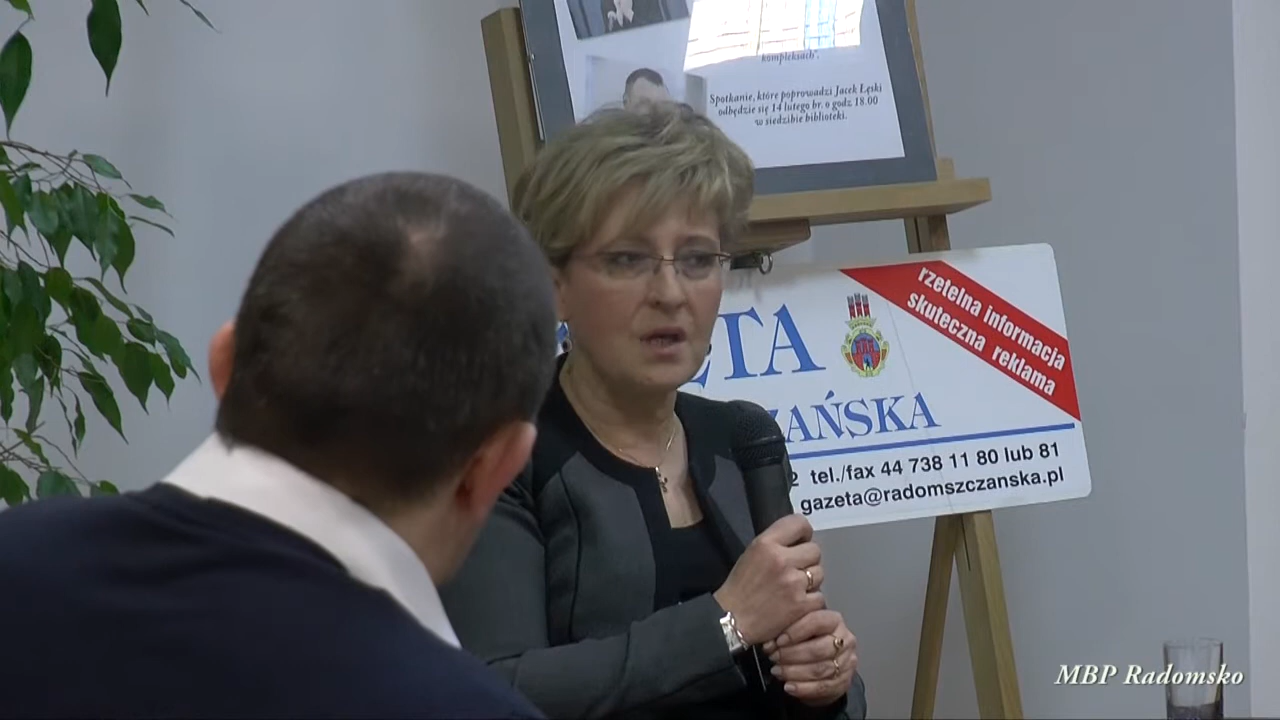 kompleksach".
Spotkanie, które poprowadzi Jacek Łęski
odbędzie się 14 lutego br. o godz 18.00
w siedzibie biblioteki.
rzetelna informacja
skuteczna reklama
ETA
ZAŃSKA
2 tel./fax 44 738 11 80 lub 81
gazeta@radomszczanska.pl
MBP Radomsko